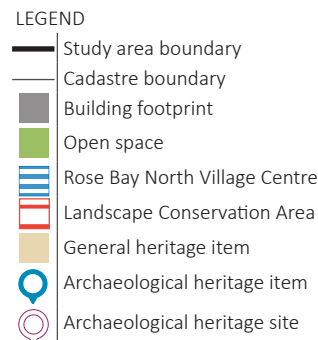 LEGEND
Study area boundary
Cadastre boundary
Building footprint
Open space
Rose Bay North Village Centre
Landscape Conservation Area
General heritage item
Archaeological heritage item
Archaeological heritage site